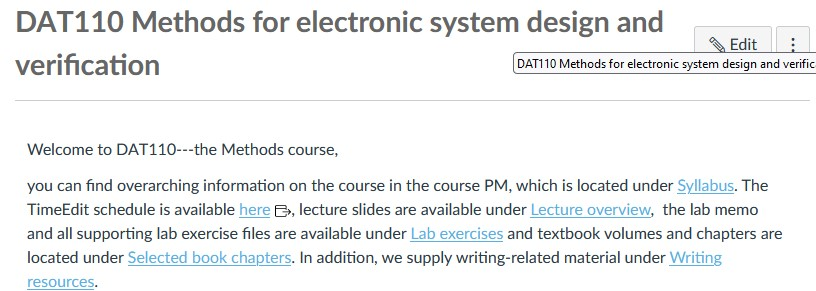 DAT110 Methods for electronic system design and
verification
Edit
DAT110 Methods for electronic system design and verific
Welcome to DAT110---the Methods course,
you can find overarching information on the course in the course PM, which is located under Syllabus. The
TimeEdit schedule is available here , lecture slides are available under Lecture overview,  the lab memo
and all supporting lab exercise files are available under Lab exercises and textbook volumes and chapters are
located under Selected book chapters. In addition, we supply writing-related material under Writing
resources.